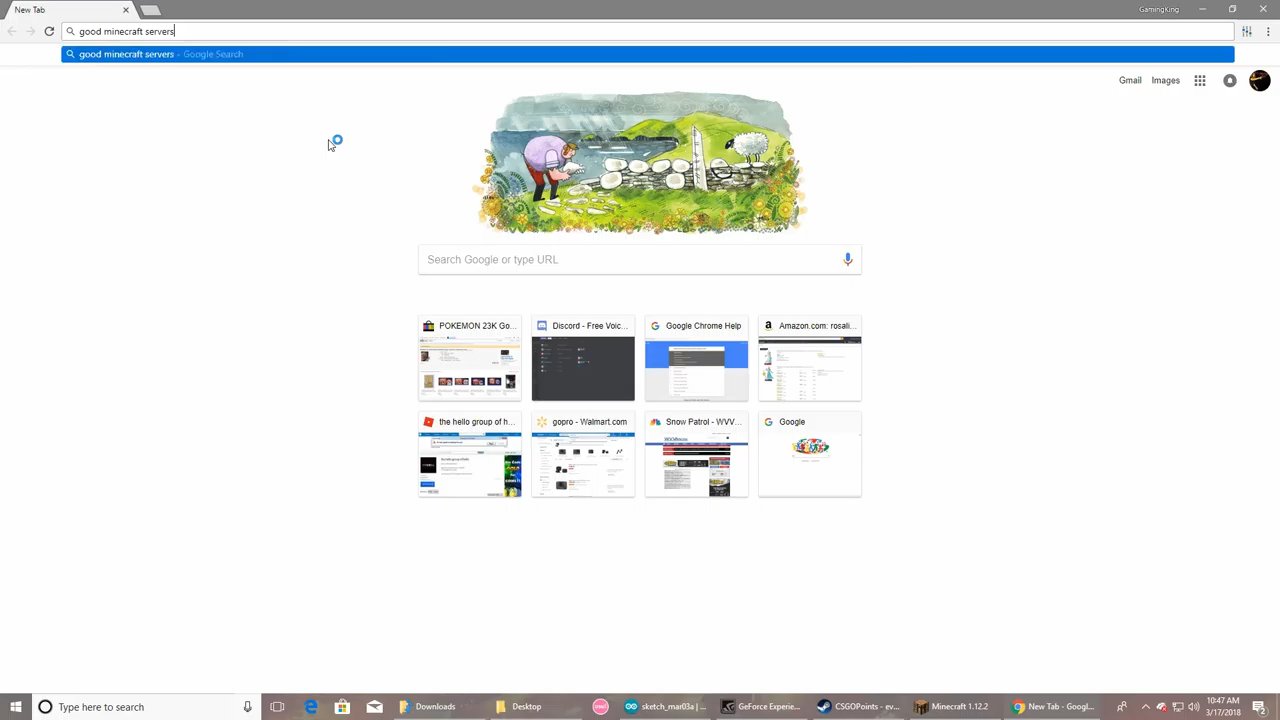 New Tab
GamingKing
good minecraft servers
good minecraft servers - Google Search
Gmail Images
Search Google or type URL
POKEMON 23K Go...
Discord - Free Voic...
Google Chrome Help
Amazon.com: rosali...
the hello group of h...
gopro - Walmart.com
Snow Patrol - WVV...
Google
Type here to search
Downloads
Desktop
sketch_mar03a | ...
GeForce Experie...
CSGOPoints - ev...
Minecraft 1.12.2
New Tab - Googl...
10:47 AM
3/17/2018